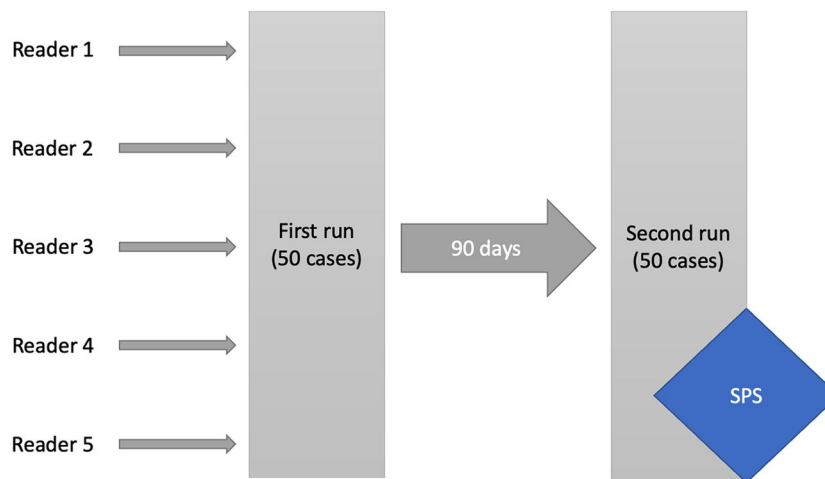 Reader 1
Reader 2
Reader 3
Reader 4
Reader 5
First run
(50 cases)
90 days
Second run
(50 cases)
SPS